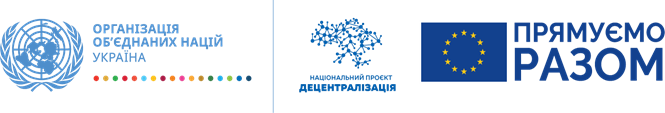 ОРГАНІЗАЦІЯ
ОБ'ЄДНАНИХ НАЦІЙ
УКРАЇНА
НАЦІОНАЛЬНИЙ ПРОЄКТ
ДЕЦЕНТРАЛІЗАЦІЯ
ПРЯМУЄМО
РАЗОМ